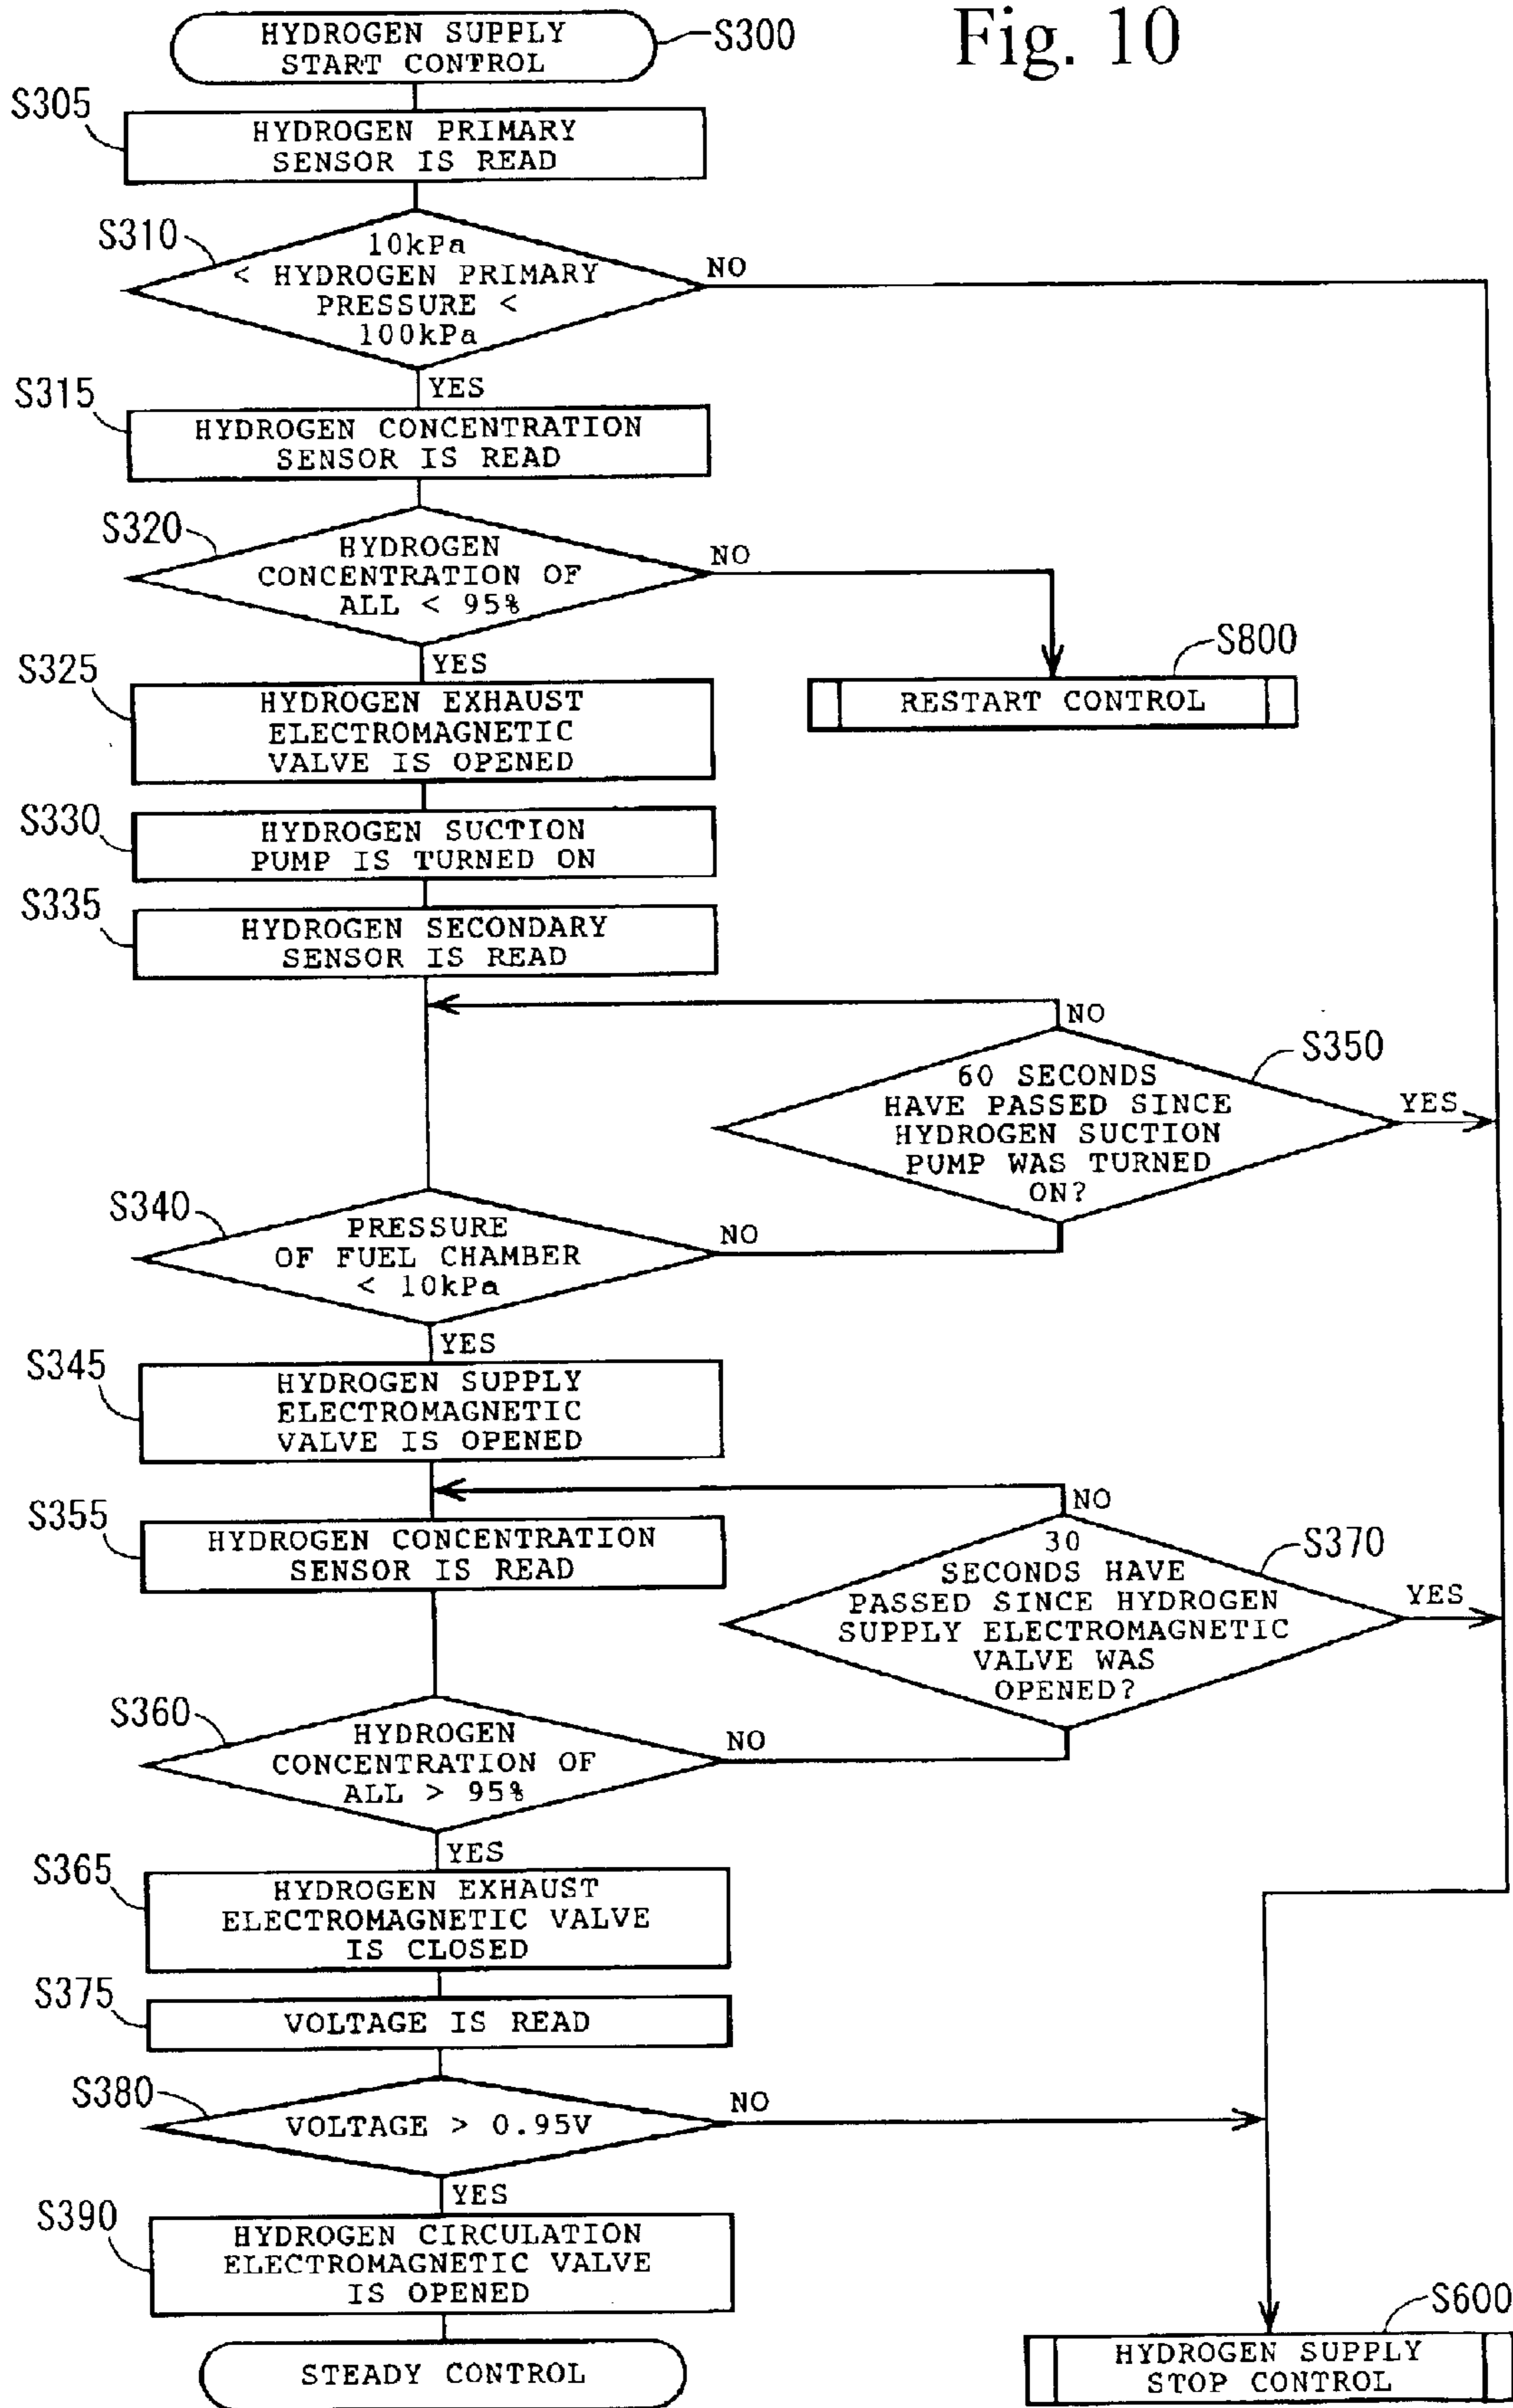 Fig. 10
HYDROGEN SUPPLY
START CONTROL
S300
S305
HYDROGEN PRIMARY
SENSOR IS READ
S310
10kPa
< HYDROGEN PRIMARY
PRESSURE <
100kPa
NO
YES
S315
HYDROGEN CONCENTRATION
SENSOR IS READ
S320
HYDROGEN
CONCENTRATION OF
ALL < 95%
NO
YES
S800
RESTART CONTROL
S325
HYDROGEN EXHAUST
ELECTROMAGNETIC
VALVE IS OPENED
S330
HYDROGEN SUCTION
PUMP IS TURNED ON
S335
HYDROGEN SECONDARY
SENSOR IS READ
NO
S350
60 SECONDS
HAVE PASSED SINCE
HYDROGEN SUCTION
PUMP WAS TURNED
ON?
YES
S340
PRESSURE
OF FUEL CHAMBER
< 10kPa
NO
YES
S345
HYDROGEN SUPPLY
ELECTROMAGNETIC
VALVE IS OPENED
NO
S355
HYDROGEN CONCENTRATION
SENSOR IS READ
S370
30
SECONDS HAVE
PASSED SINCE HYDROGEN
SUPPLY ELECTROMAGNETIC
VALVE WAS
OPENED?
YES
S360
HYDROGEN
CONCENTRATION OF
ALL > 95%
NO
YES
S365
HYDROGEN EXHAUST
ELECTROMAGNETIC VALVE
IS CLOSED
S375
VOLTAGE IS READ
S380
VOLTAGE > 0.95V
NO
YES
S390
HYDROGEN CIRCULATION
ELECTROMAGNETIC VALVE
IS OPENED
STEADY CONTROL
S600
HYDROGEN SUPPLY
STOP CONTROL